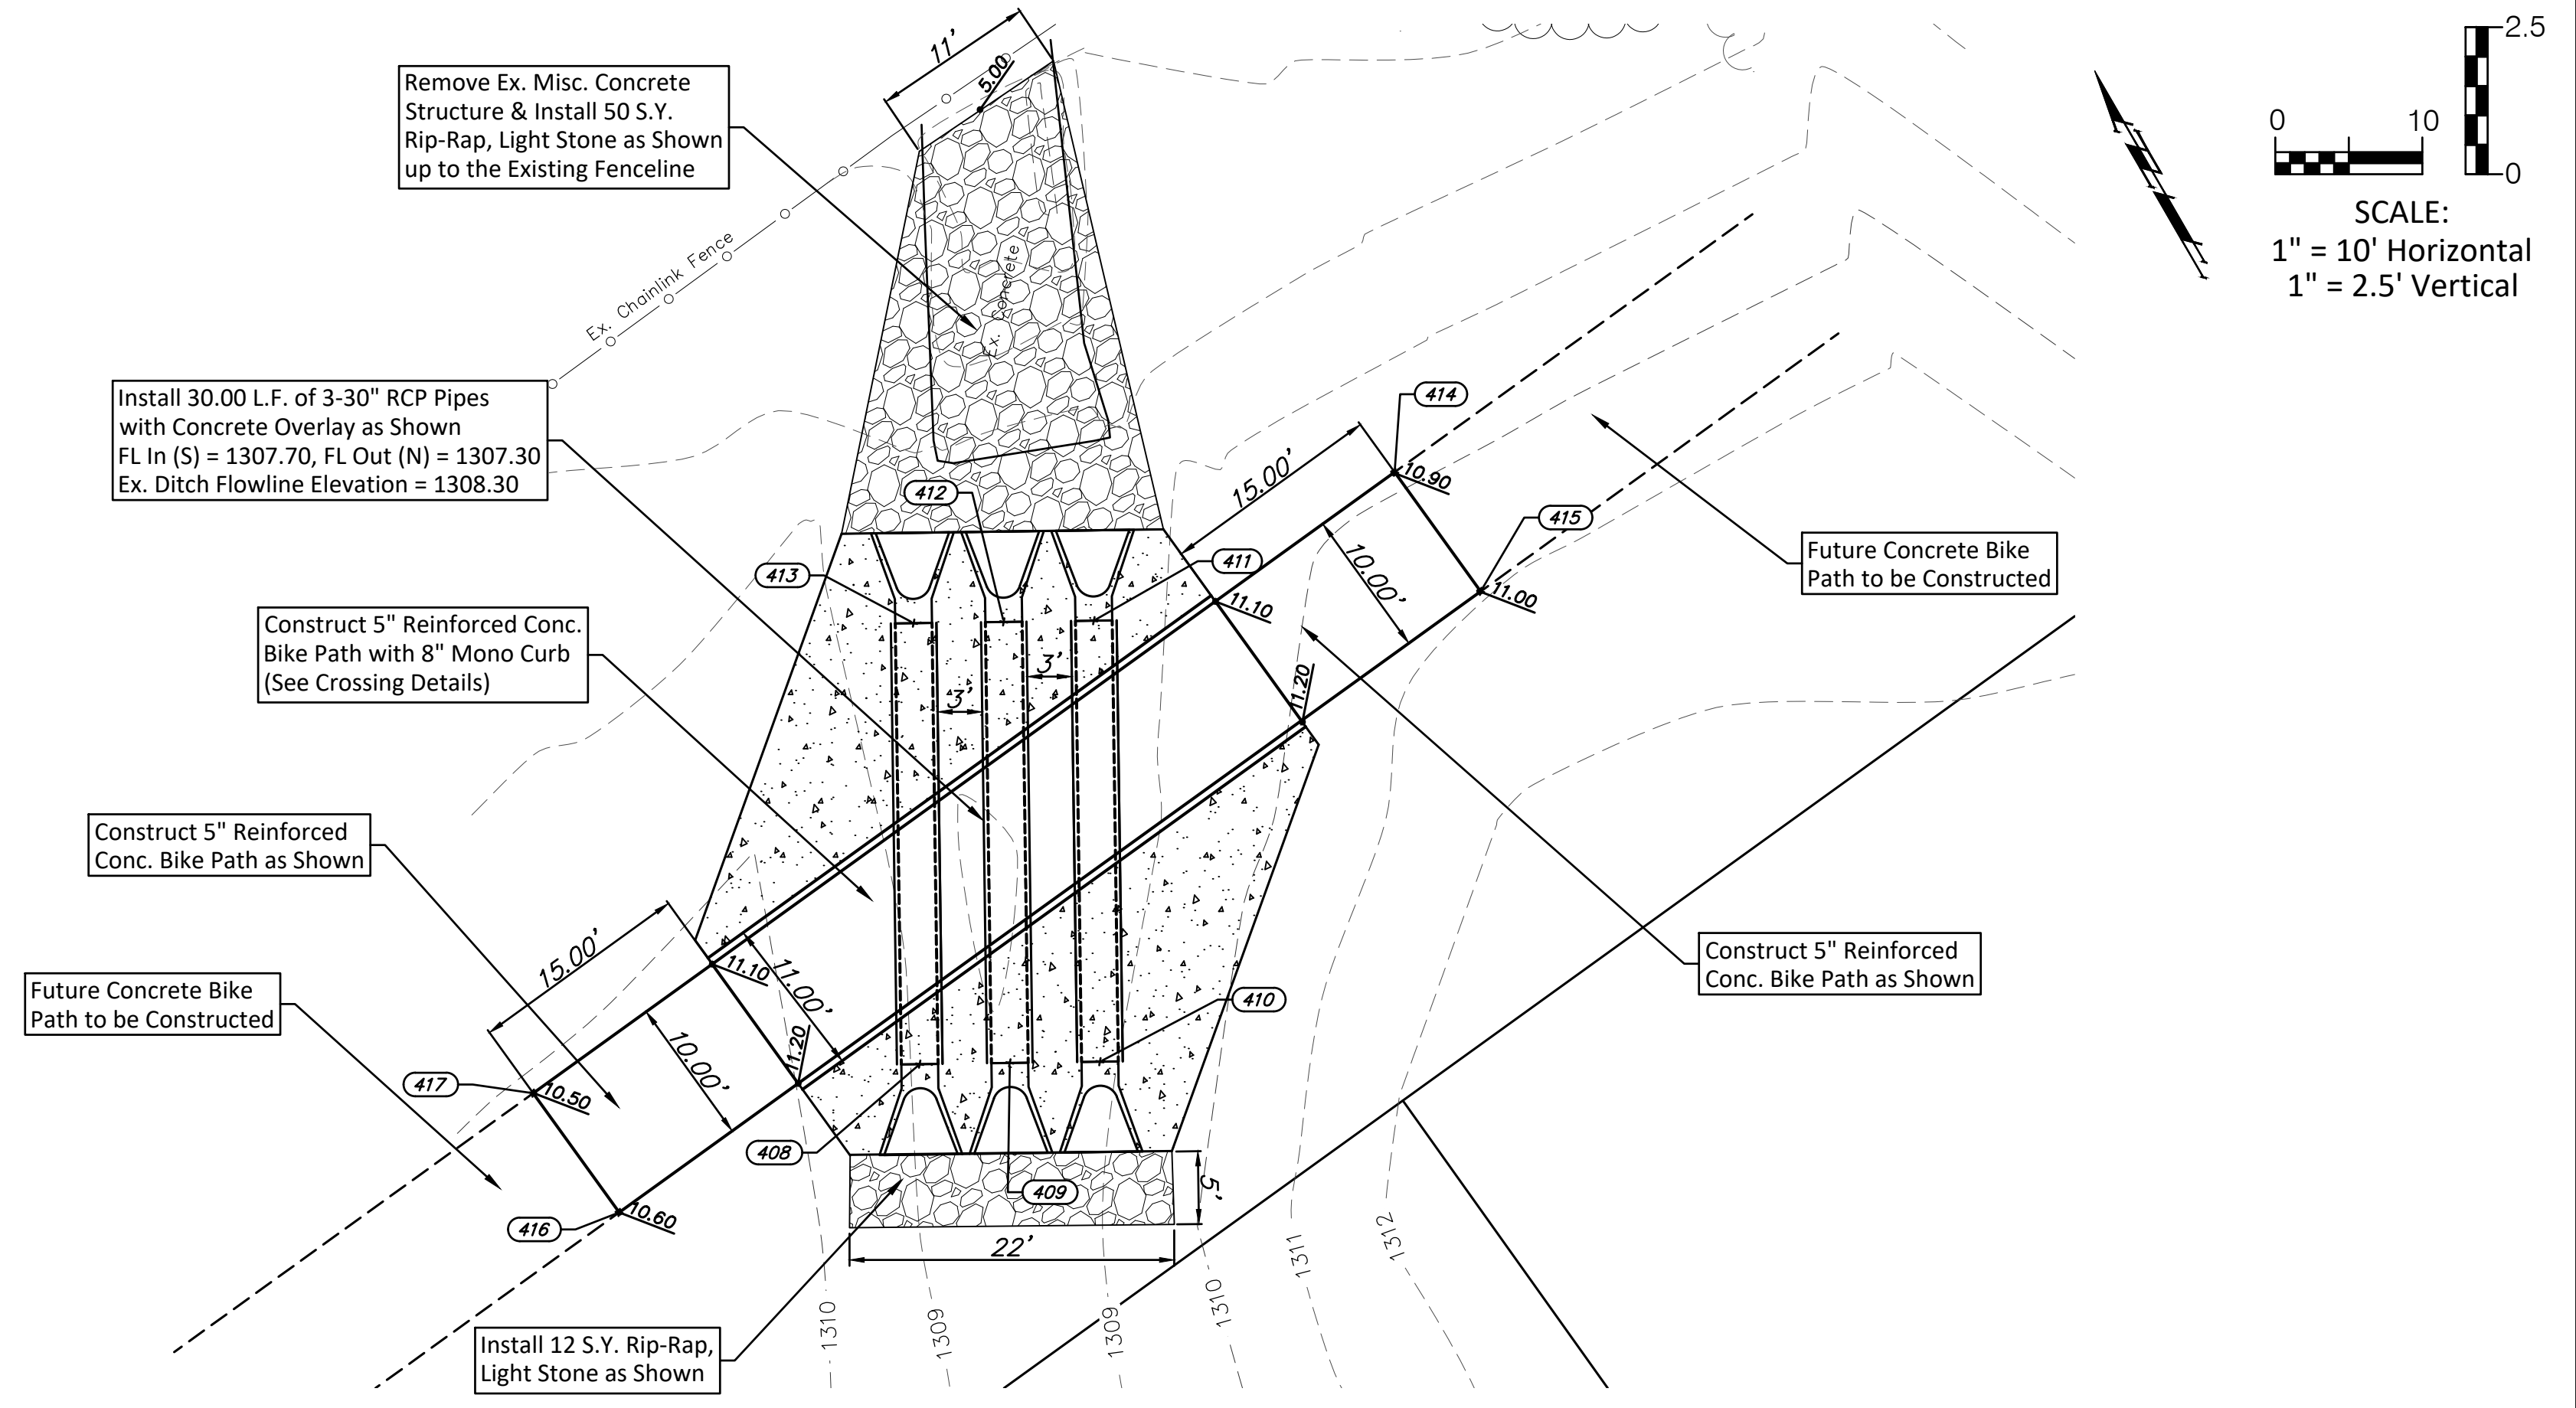 11'
5.00
2.5
0
10
0
SCALE:
1" = 10' Horizontal
1" = 2.5' Vertical
Remove Ex. Misc. Concrete
Structure & Install 50 S.Y.
Rip-Rap, Light Stone as Shown
up to the Existing Fenceline
Ex. Chainlink Fence
Ex. Concrete
Install 30.00 L.F. of 3-30" RCP Pipes
with Concrete Overlay as Shown
FL In (S) = 1307.70, FL Out (N) = 1307.30
Ex. Ditch Flowline Elevation = 1308.30
414
15.00'
10.90
412
415
11.00
10.00'
Future Concrete Bike
Path to be Constructed
413
411
11.10
Construct 5" Reinforced Conc.
Bike Path with 8" Mono Curb
(See Crossing Details)
3'
3'
11.20
Construct 5" Reinforced
Conc. Bike Path as Shown
Construct 5" Reinforced
Conc. Bike Path as Shown
15.00'
11.10
11.00'
Future Concrete Bike
Path to be Constructed
410
11.20
10.00'
417
10.50
408
409
5'
416
10.60
22'
1310
1309
1309
1310
1311
1312
Install 12 S.Y. Rip-Rap,
Light Stone as Shown